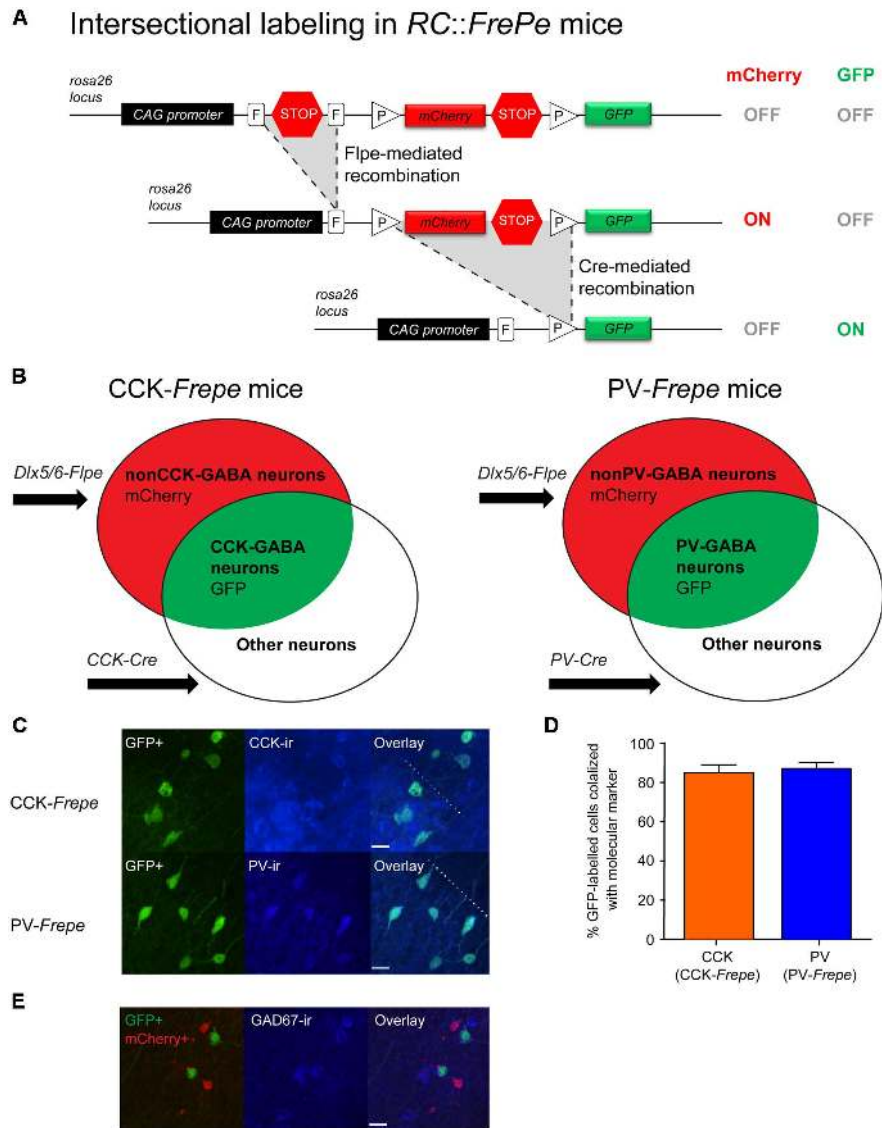 A Intersectional labeling in RC::FrePe mice
mCherry GFP
rosa26
locus
CAG promoter F STOP F P mCherry STOP P GFP OFF OFF
Flpe-mediated
recombination
rosa26
locus
CAG promoter F P mCherry STOP P GFP ON OFF
Cre-mediated
recombination
rosa26
locus
CAG promoter F P GFP OFF ON
B
CCK-Frepe mice
Dlx5/6-Flpe
nonCCK-GABA neurons
mCherry
CCK-GABA
neurons
GFP
Other neurons
CCK-Cre
PV-Frepe mice
Dlx5/6-Flpe
nonPV-GABA neurons
mCherry
PV-GABA
neurons
GFP
Other neurons
PV-Cre
C
GFP+ CCK-ir Overlay
CCK-Frepe
GFP+ PV-ir Overlay
PV-Frepe
D
% GFP-labelled cells colalized
with molecular marker
100
80
60
40
20
0
CCK
(CCK-Frepe)
PV
(PV-Frepe)
E
GFP+ GAD67-ir Overlay
mCherry+